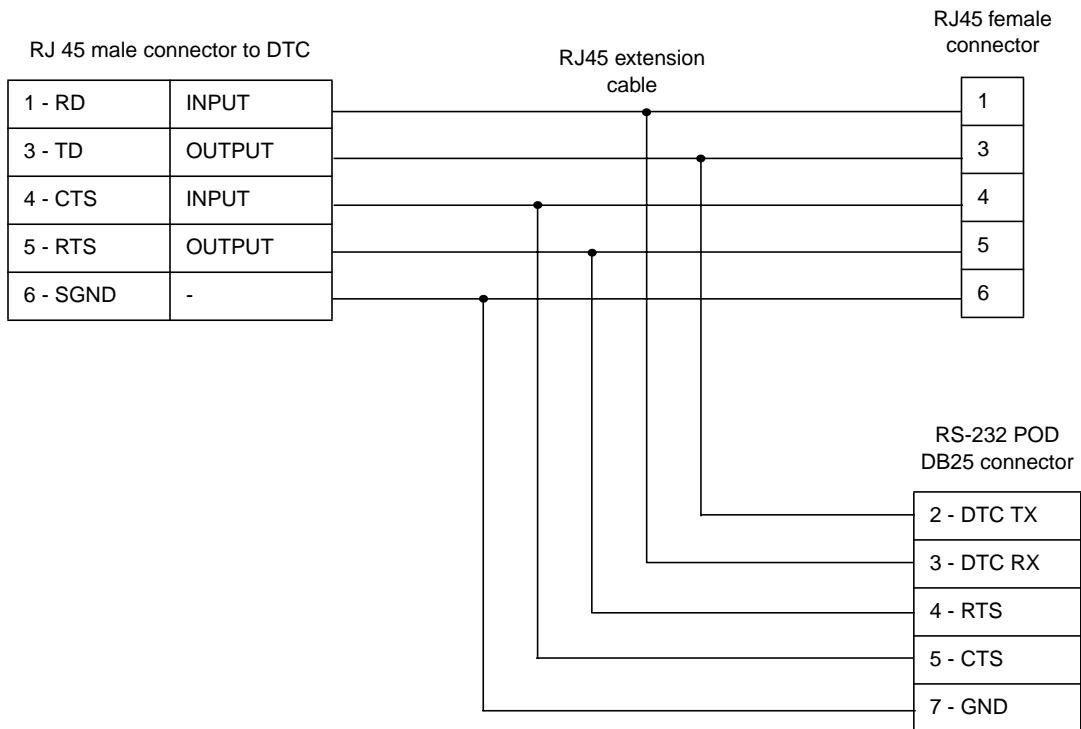 RJ45 female
connector
RJ 45 male connector to DTC
RJ45 extension
cable
1 - RD INPUT
3 - TD OUTPUT
4 - CTS INPUT
5 - RTS OUTPUT
6 - SGND -
1
3
4
5
6
RS-232 POD
DB25 connector
2 - DTC TX
3 - DTC RX
4 - RTS
5 - CTS
7 - GND